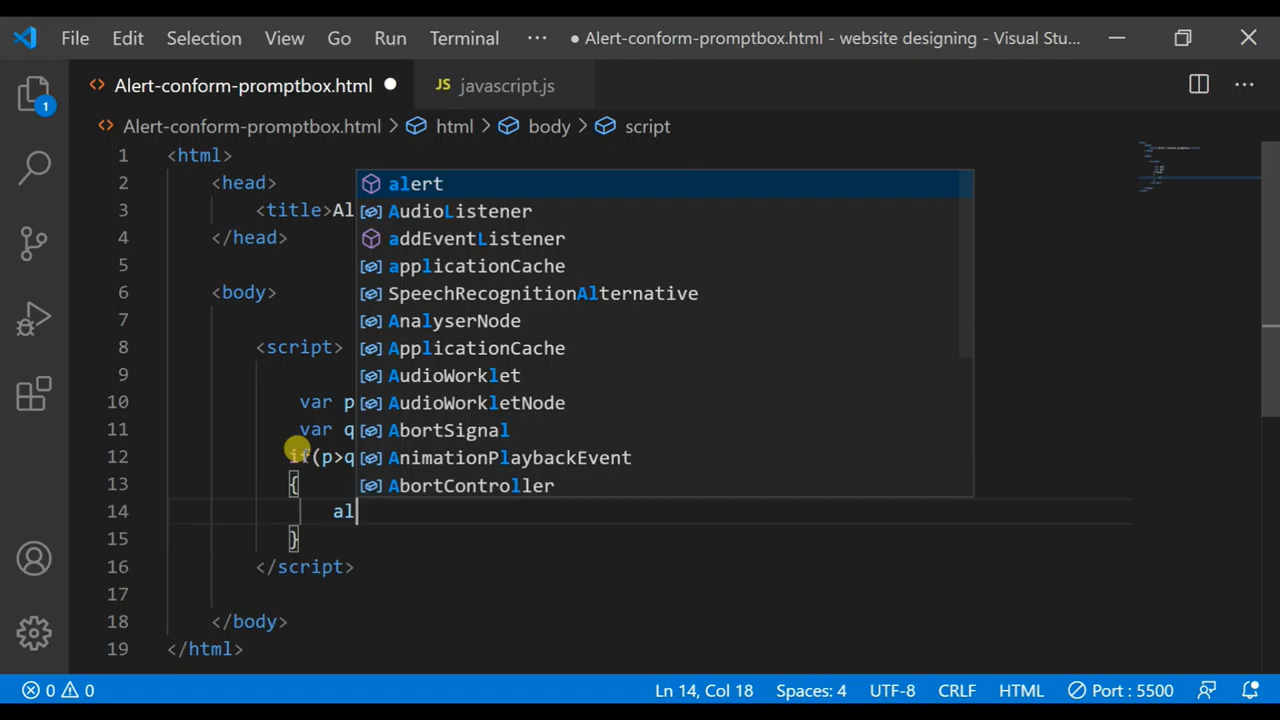 File Edit Selection View Go Run Terminal ··· ● Alert-conform-promptbox.html - website designing - Visual Stu...
Alert-conform-promptbox.html ● JS javascript.js ···
1
Alert-conform-promptbox.html > html > body > script
1 <html>
2 <head>
3 <title>Al
4 </head>
5
6 <body>
7
8 <script>
9
10 var p
11 var q
12 if(p>q
13 {
14 al
15 }
16 </script>
17
18 </body>
19 </html>
alert
AudioListener
addEventListener
applicationCache
SpeechRecognitionAlternative
AnalyserNode
ApplicationCache
AudioWorklet
AudioWorkletNode
AbortSignal
AnimationPlaybackEvent
AbortController
0 0 Ln 14, Col 18 Spaces: 4 UTF-8 CRLF HTML Port : 5500